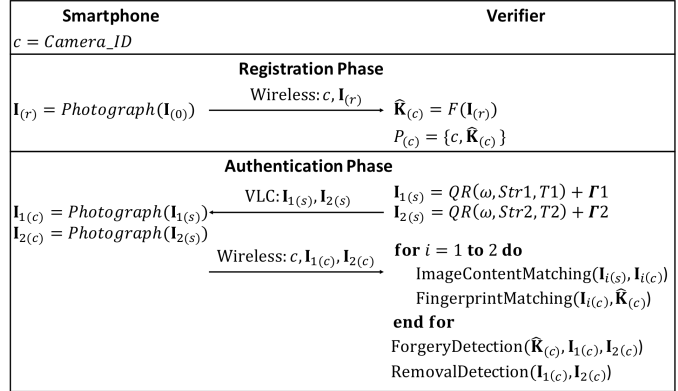 Smartphone Verifier
c = Camera_ID
Registration Phase
I(r) = Photograph(I(0)) Wireless: c, I(r) K̂(c) = F(I(r))
P(c) = {c, K̂(c) }
Authentication Phase
VLC: I1(s), I2(s) I1(s) = QR(ω, Str1, T1) + Γ1
I1(c) = Photograph(I1(s)) I2(s) = QR(ω, Str2, T2) + Γ2
I2(c) = Photograph(I2(s))
Wireless: c, I1(c), I2(c) for i = 1 to 2 do
ImageContentMatching(Ii(s), Ii(c))
FingerprintMatching(Ii(c), K̂(c))
end for
ForgeryDetection(K̂(c), I1(c), I2(c))
RemovalDetection(I1(c), I2(c))